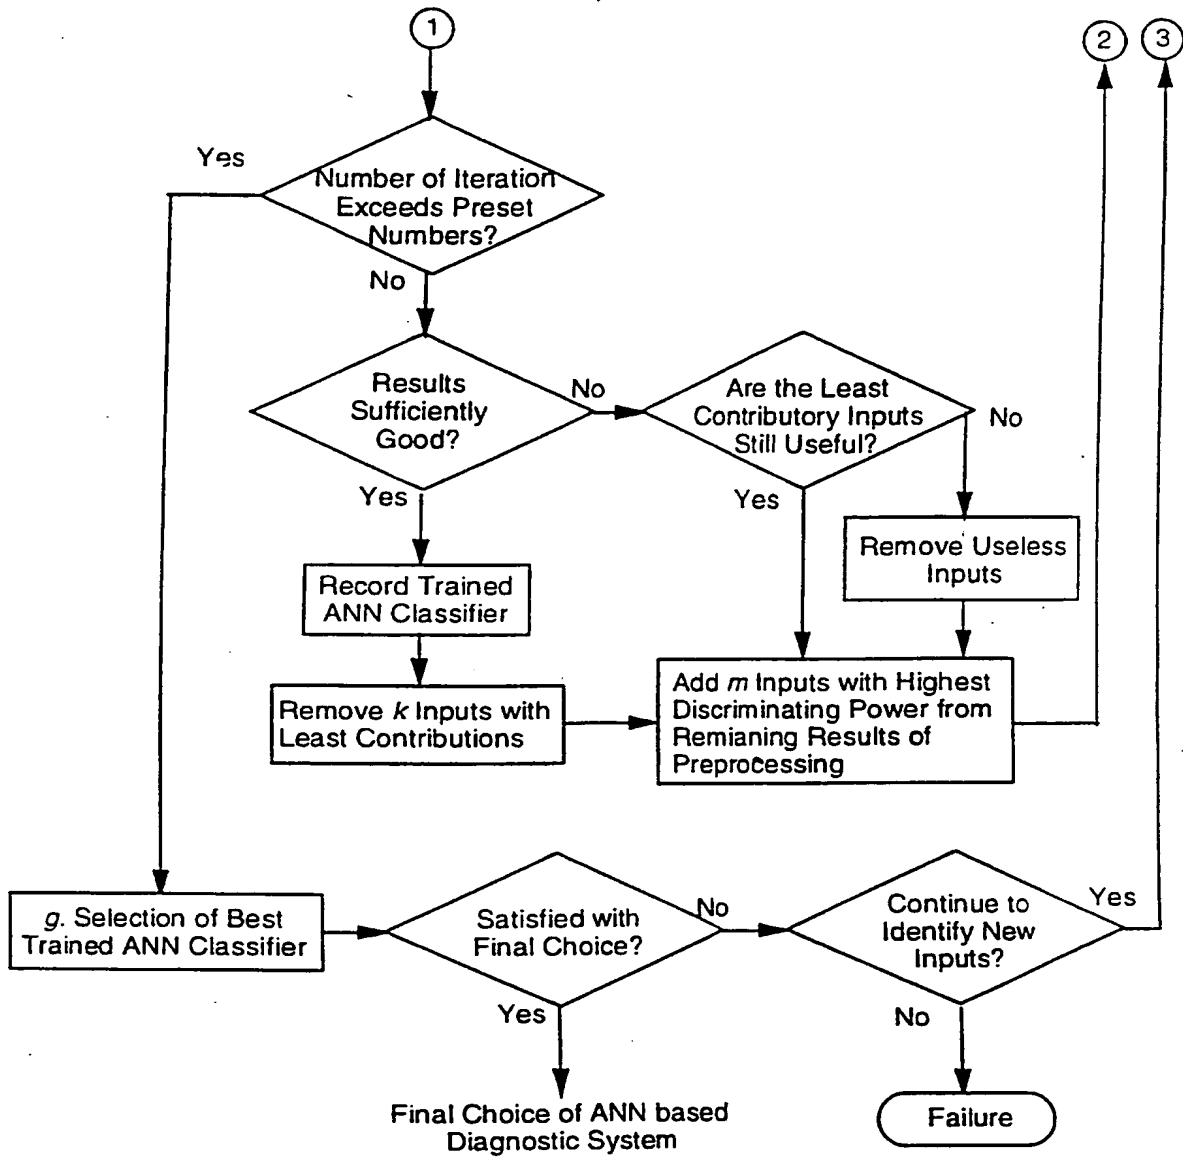 1
2
3
Yes
Number of Iteration
Exceeds Preset
Numbers?
No
Results
Sufficiently
Good?
No
Are the Least
Contributory Inputs
Still Useful?
No
Yes
Yes
Remove Useless
Inputs
Record Trained
ANN Classifier
Remove k Inputs with
Least Contributions
Add m Inputs with Highest
Discriminating Power from
Remianing Results of
Preprocessing
g. Selection of Best
Trained ANN Classifier
Satisfied with
Final Choice?
No
Continue to
Identify New
Inputs?
Yes
Yes
No
Final Choice of ANN based
Diagnostic System
Failure